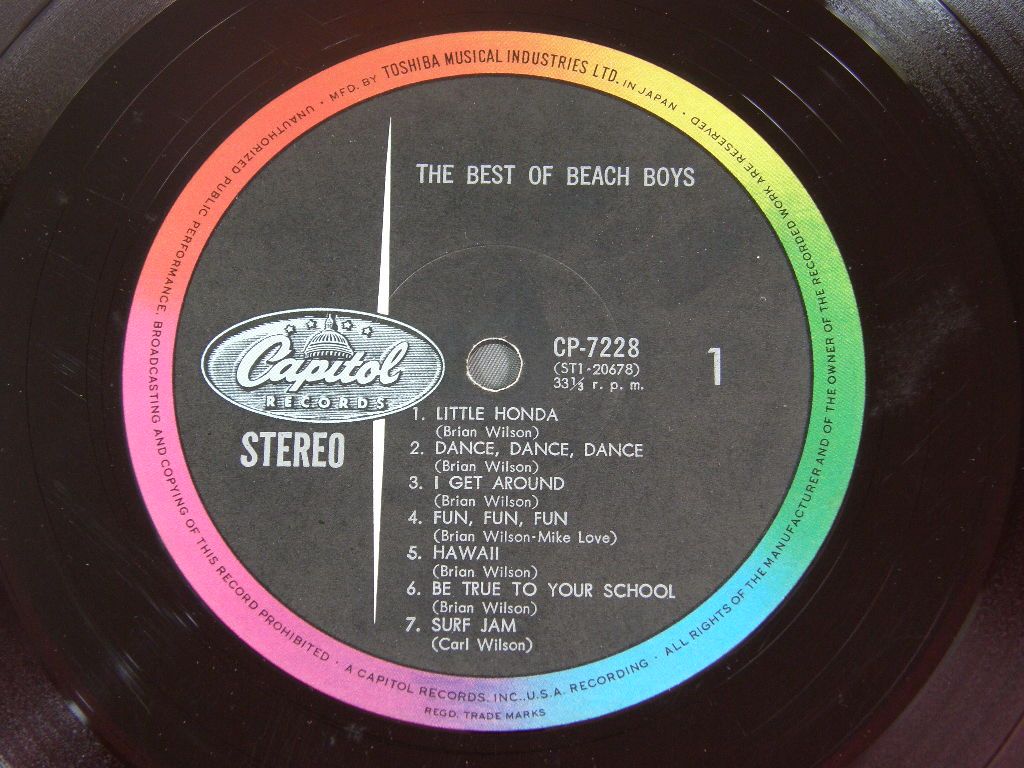 MFD. BY TOSHIBA MUSICAL INDUSTRIES LTD. IN JAPAN · ALL RIGHTS OF THE MANUFACTURER AND OF THE OWNER OF THE RECORDED WORK ARE RESERVED ·
THE BEST OF BEACH BOYS
Capitol
RECORDS
STEREO
CP-7228
(ST1-20678)
33⅓ r. p. m.
1
1. LITTLE HONDA
(Brian Wilson)
2. DANCE, DANCE, DANCE
(Brian Wilson)
3. I GET AROUND
(Brian Wilson)
4. FUN, FUN, FUN
(Brian Wilson-Mike Love)
5. HAWAII
(Brian Wilson)
6. BE TRUE TO YOUR SCHOOL
(Brian Wilson)
7. SURF JAM
(Carl Wilson)
UNAUTHORIZED PUBLIC PERFORMANCE, BROADCASTING AND COPYING OF THIS RECORD PROHIBITED · A CAPITOL RECORDS, INC., U.S.A. RECORDING ·
REGD. TRADE MARKS